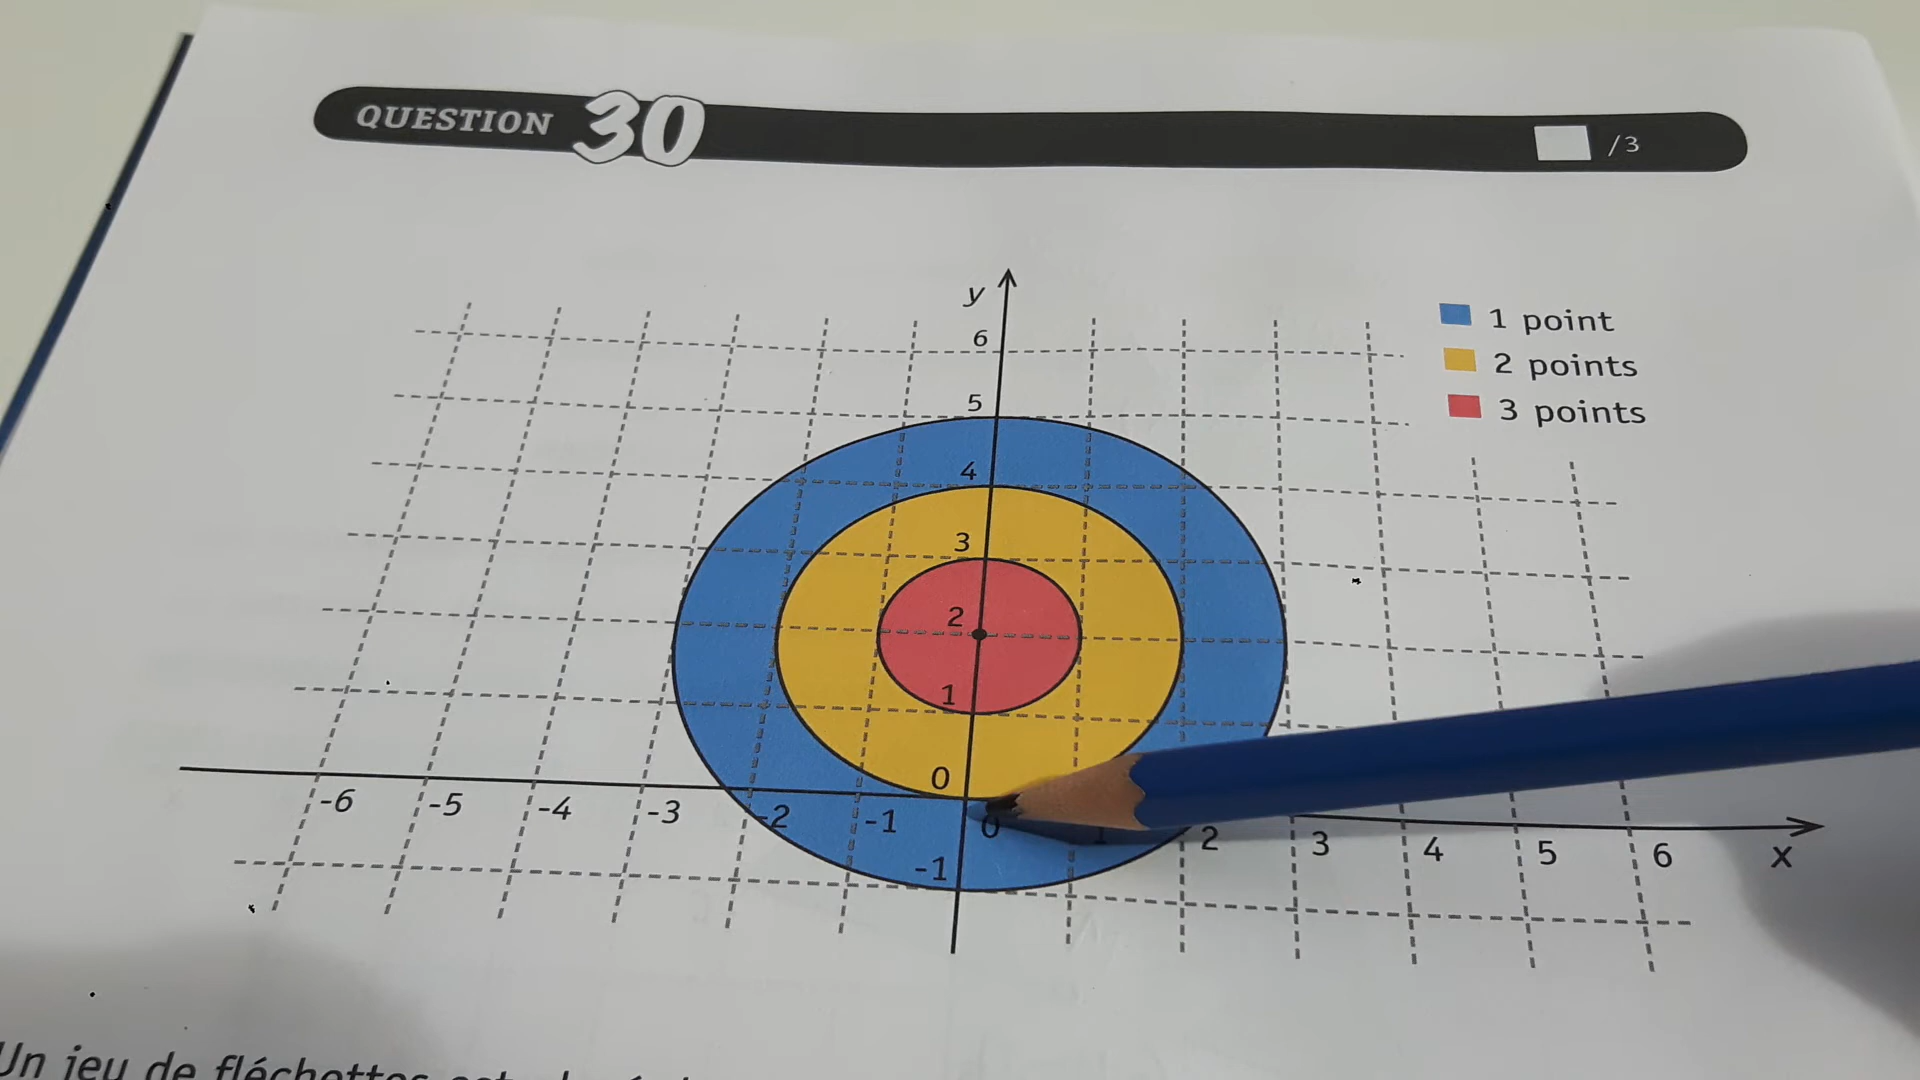 QUESTION 30 /3
y
1 point
2 points
3 points
6
5
4
3
2
1
0
-6 -5 -4 -3 -2 -1 0 1 2 3 4 5 6 x
-1
Un jeu de fléchettes